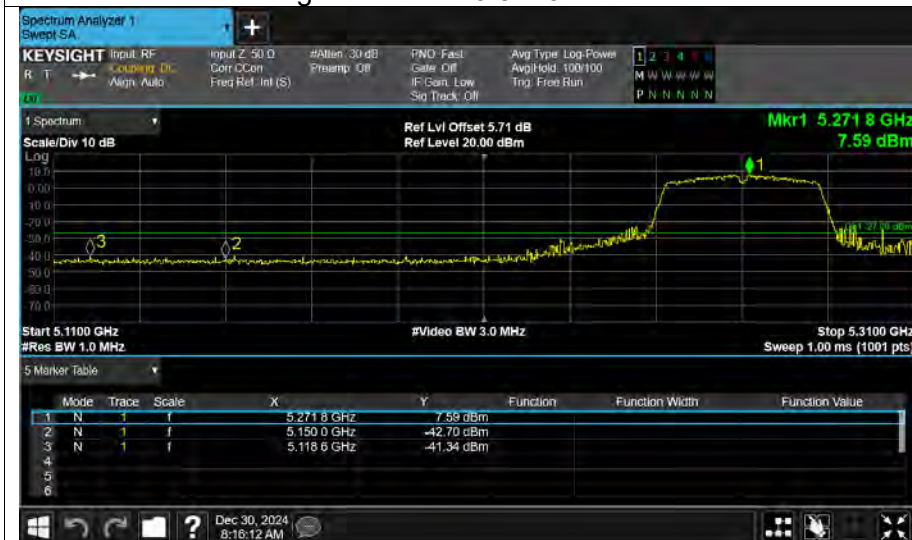 Spectrum Analyzer 1
Swept SA
+
KEYSIGHT Input: RF Input Z: 50 Ω #Atten: 30 dB PNO: Fast Avg Type: Log-Power 1 2 3 4 5 6
R T Coupling: DC Corr CCorr Preamp: Off Gate: Off Avg|Hold: 100/100 M W W W W W
Align: Auto Freq Ref: Int (S) IF Gain: Low Trig: Free Run
Sig Track: Off P N N N N N
1 Spectrum
Ref Lvl Offset 5.71 dB Mkr1 5.271 8 GHz
Scale/Div 10 dB Ref Level 20.00 dBm 7.59 dBm
Log
10.0
0.00
-10.0
-20.0
-30.0
-40.0
-50.0
-60.0
-70.0
1
2
3
Start 5.1100 GHz #Video BW 3.0 MHz Stop 5.3100 GHz
#Res BW 1.0 MHz Sweep 1.00 ms (1001 pts)
5 Marker Table
Mode Trace Scale X Y Function Function Width Function Value
1 N 1 f 5.271 8 GHz 7.59 dBm
2 N 1 f 5.150 0 GHz -42.70 dBm
3 N 1 f 5.118 6 GHz -41.34 dBm
4
5
6
?
Dec 30, 2024
8:16:12 AM